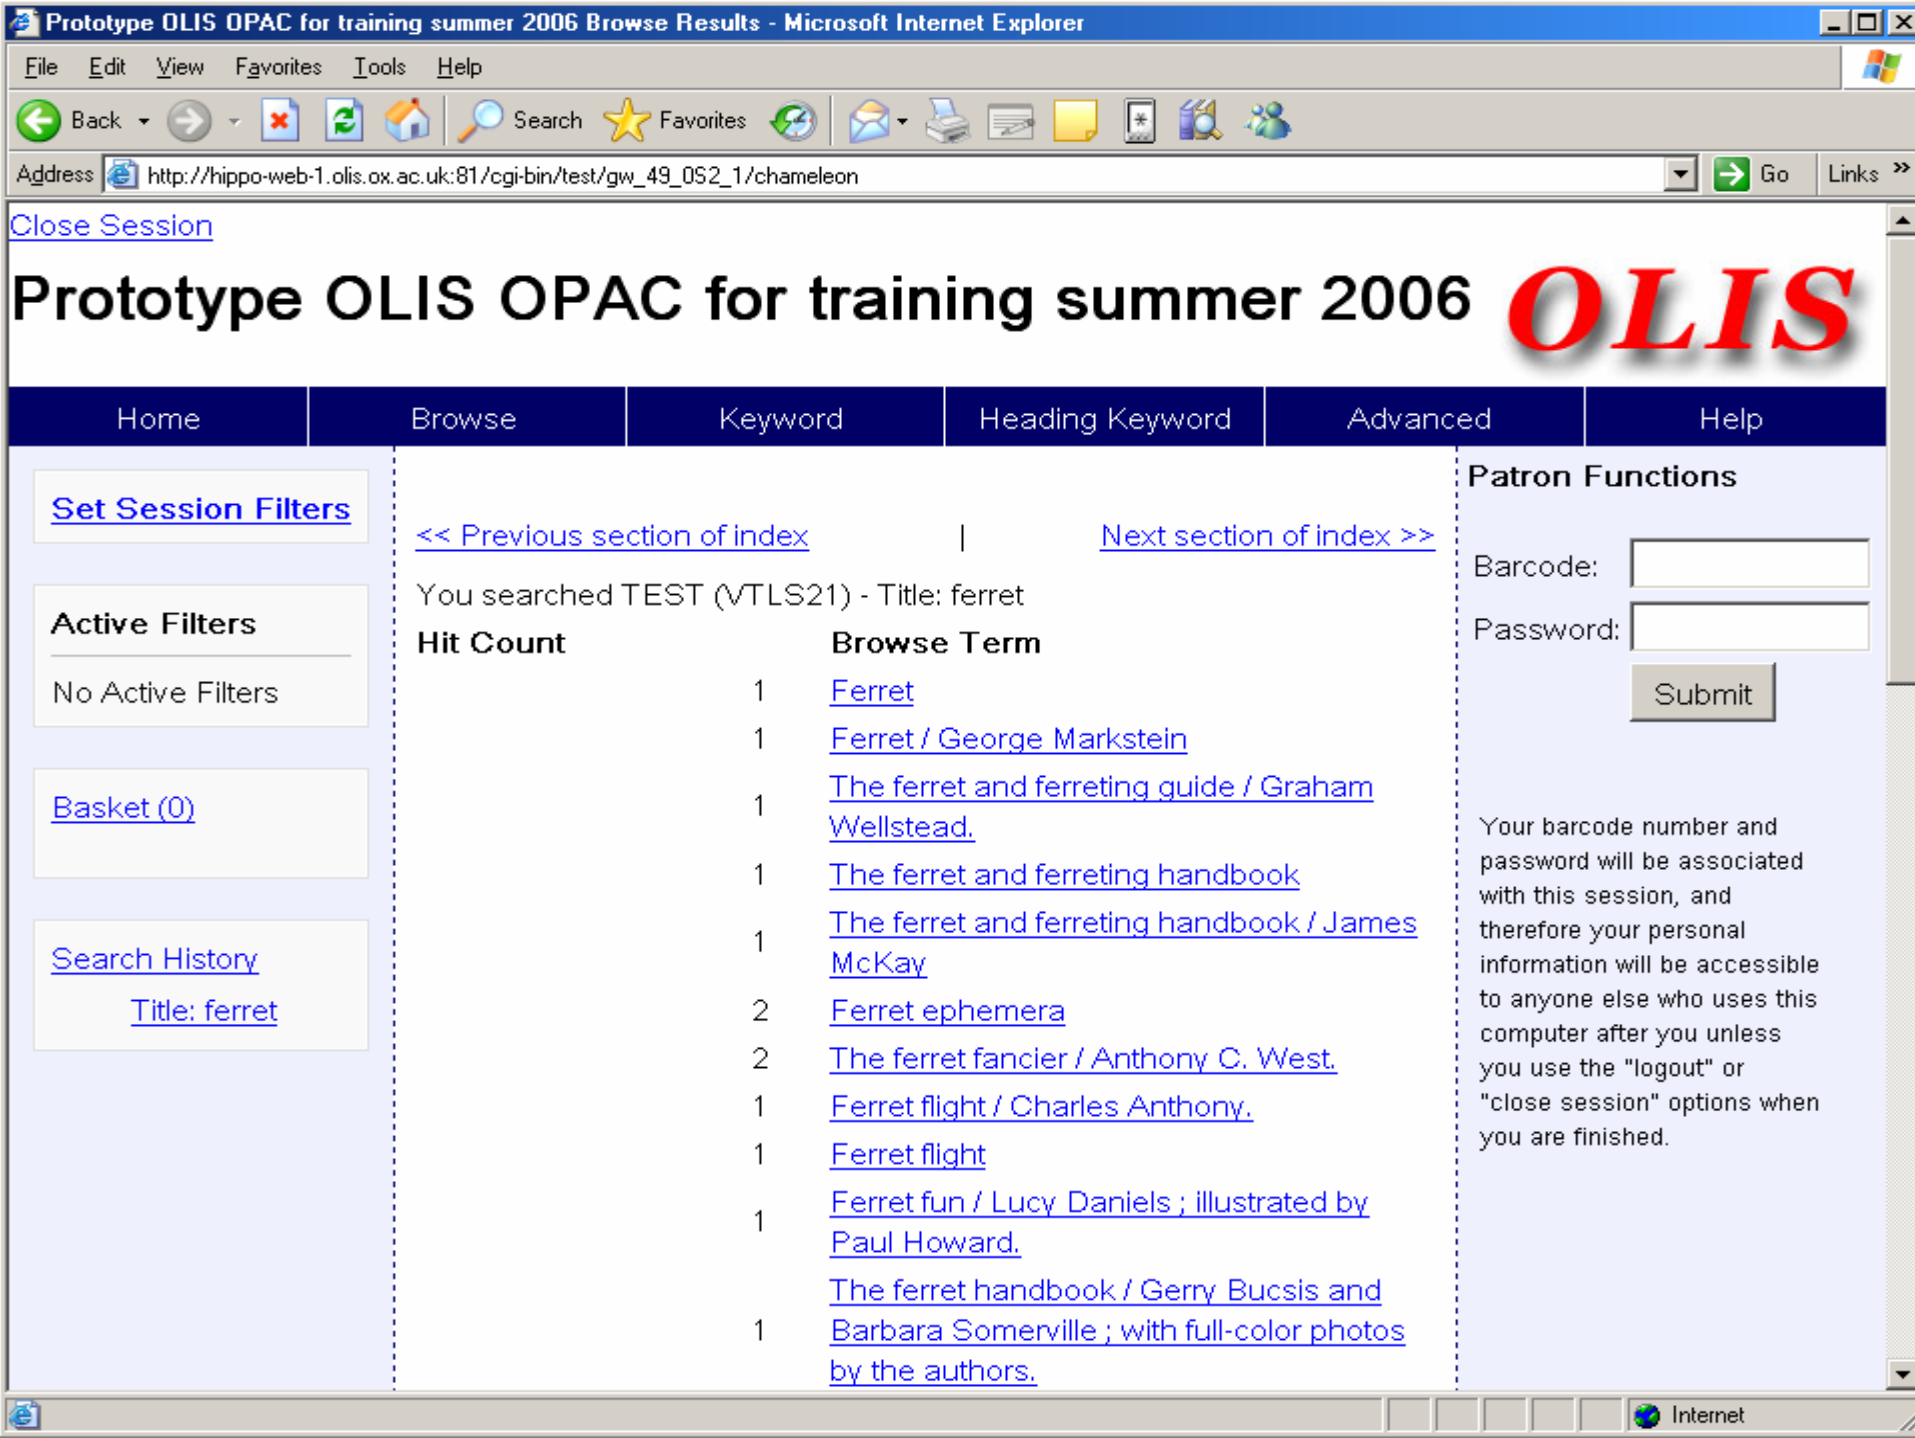 Prototype OLIS OPAC for training summer 2006 Browse Results - Microsoft Internet Explorer
File Edit View Favorites Tools Help
Back Search Favorites
Address http://hippo-web-1.olis.ox.ac.uk:81/cgi-bin/test/gw_49_0S2_1/chameleon Go Links »
Close Session
Prototype OLIS OPAC for training summer 2006 OLIS
Home Browse Keyword Heading Keyword Advanced Help
Set Session Filters
Active Filters
No Active Filters
Basket (0)
Search History
Title: ferret
<< Previous section of index | Next section of index >>
You searched TEST (VTLS21) - Title: ferret
Hit Count Browse Term
1 Ferret
1 Ferret / George Markstein
1 The ferret and ferreting guide / Graham
Wellstead.
1 The ferret and ferreting handbook
1 The ferret and ferreting handbook / James
McKay
2 Ferret ephemera
2 The ferret fancier / Anthony C. West.
1 Ferret flight / Charles Anthony.
1 Ferret flight
1 Ferret fun / Lucy Daniels ; illustrated by
Paul Howard.
1 The ferret handbook / Gerry Bucsis and
Barbara Somerville ; with full-color photos
by the authors.
Patron Functions
Barcode:
Password:
Submit
Your barcode number and
password will be associated
with this session, and
therefore your personal
information will be accessible
to anyone else who uses this
computer after you unless
you use the "logout" or
"close session" options when
you are finished.
Internet